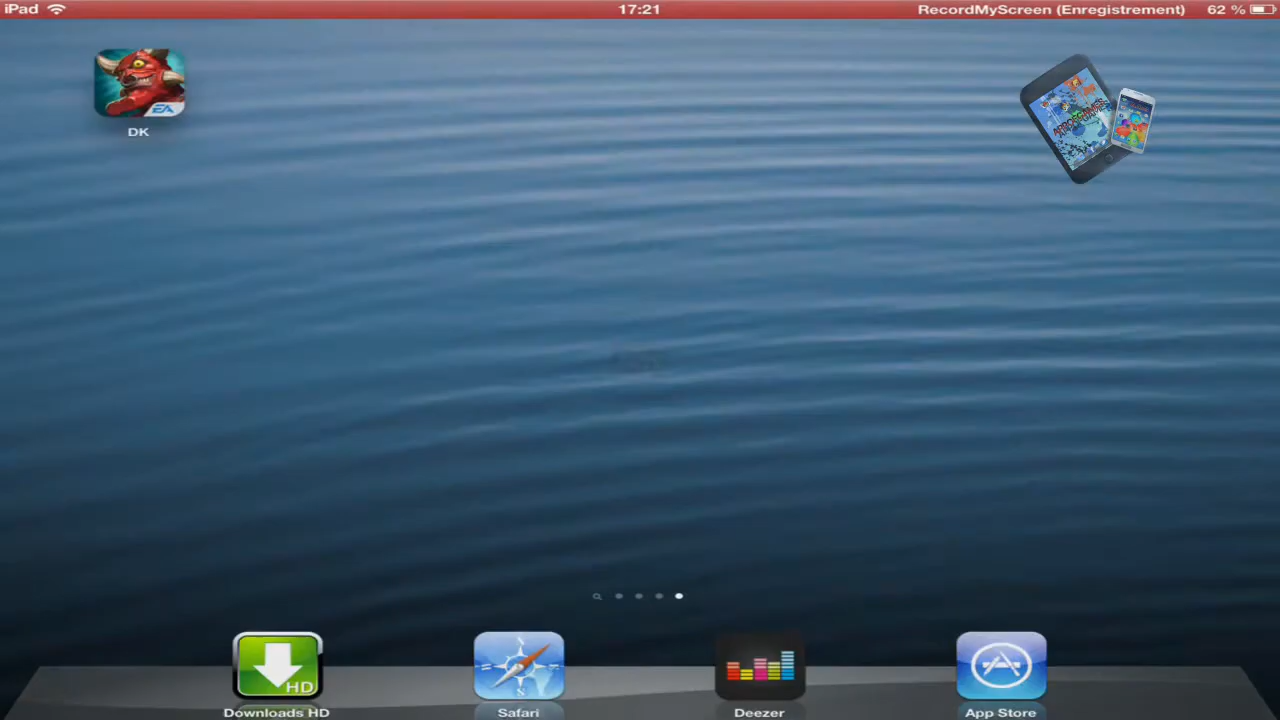 iPad 17:21 RecordMyScreen (Enregistrement) 62 %
EA
DK
HD
Downloads HD Safari Deezer App Store